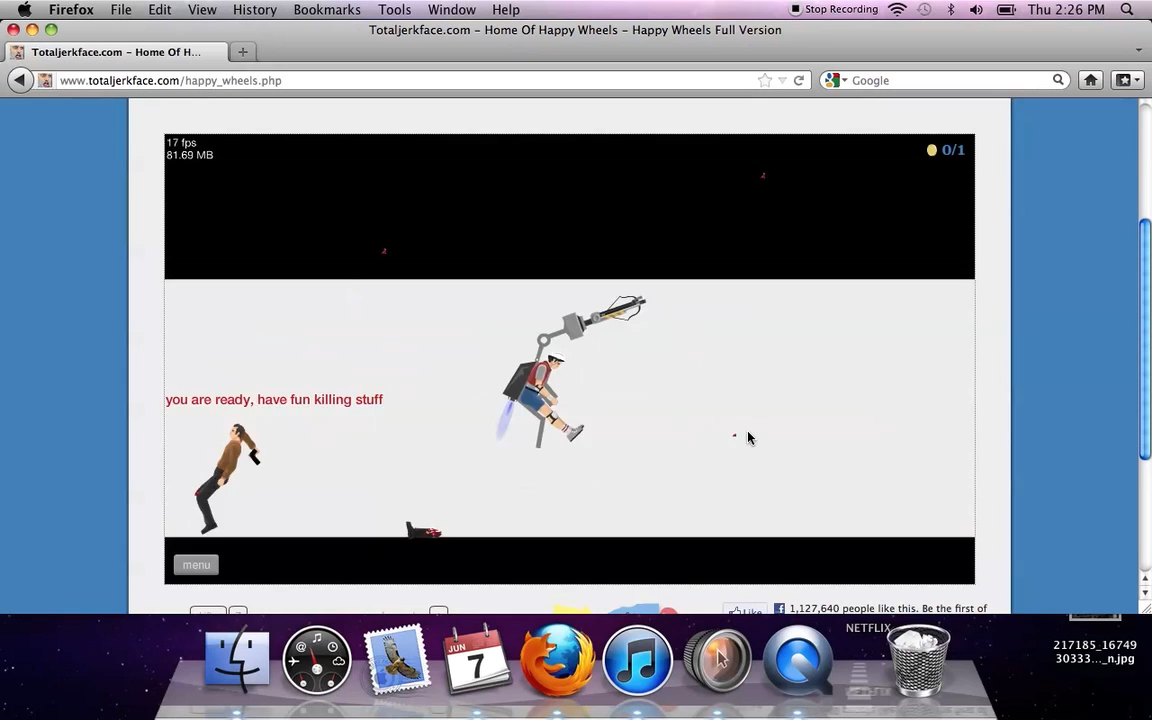 Firefox File Edit View History Bookmarks Tools Window Help Stop Recording Thu 2:26 PM
Totaljerkface.com - Home Of Happy Wheels - Happy Wheels Full Version
Totaljerkface.com - Home Of H...
www.totaljerkface.com/happy_wheels.php
Google
17 fps
81.69 MB
0/1
you are ready, have fun killing stuff
menu
Like
1,127,640 people like this. Be the first of
NETFLIX
JUN
7
217185_16749
30333..._n.jpg